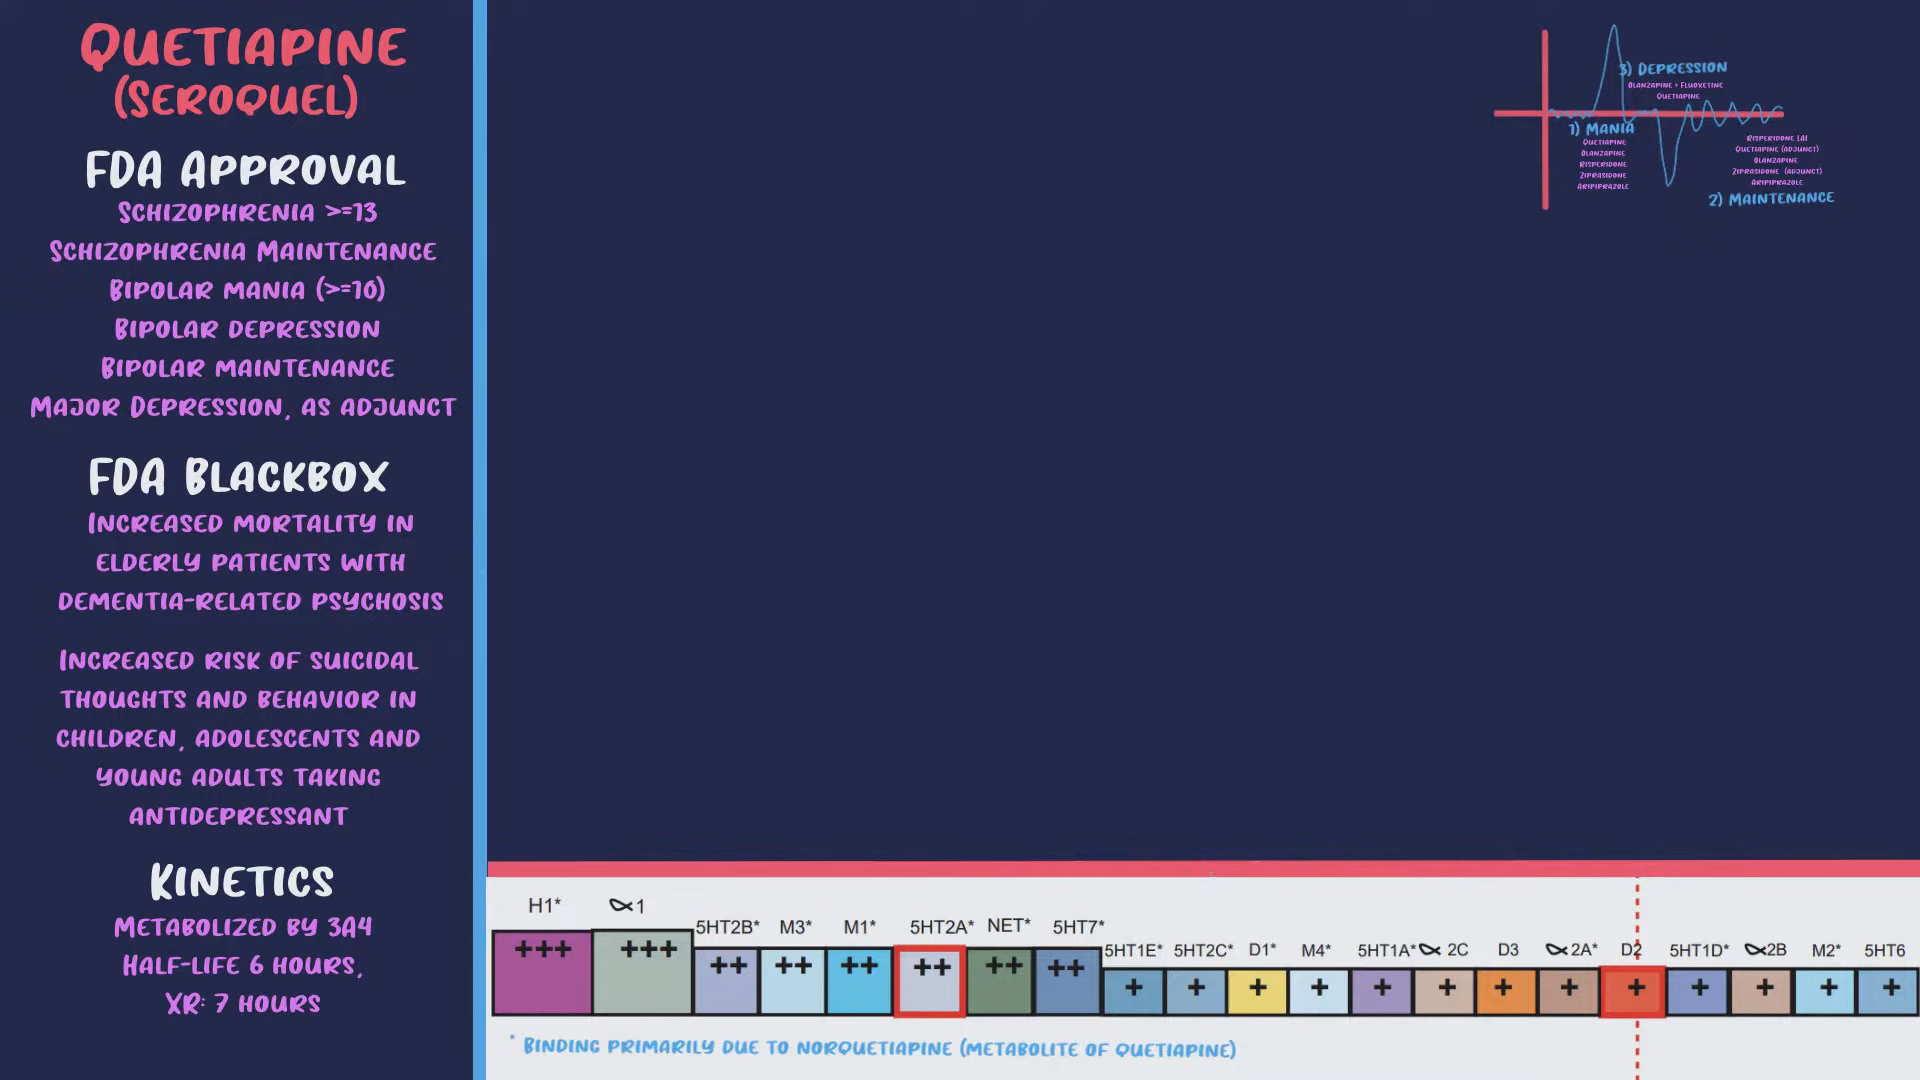 Quetiapine
(Seroquel)
FDA Approval
Schizophrenia >=13
Schizophrenia Maintenance
Bipolar mania (>=10)
Bipolar depression
Bipolar maintenance
Major Depression, as adjunct
FDA Blackbox
Increased mortality in
elderly patients with
dementia-related psychosis
Increased risk of suicidal
thoughts and behavior in
children, adolescents and
young adults taking
antidepressant
Kinetics
Metabolized by 3A4
Half-life 6 hours,
XR: 7 hours
3) Depression
Olanzapine + Fluoxetine
Quetiapine
1) Mania
Quetiapine
Olanzapine
Risperidone
Ziprasidone
Aripiprazole
Risperidone LAI
Quetiapine (adjunct)
Olanzapine
Ziprasidone (adjunct)
Aripiprazole
2) Maintenance
H1* ∝1 5HT2B* M3* M1* 5HT2A* NET* 5HT7* 5HT1E* 5HT2C* D1* M4* 5HT1A* ∝2C D3 ∝2A* D2 5HT1D* ∝2B M2* 5HT6
+++ +++ ++ ++ ++ ++ ++ ++ + + + + + + + + + + + + +
* Binding primarily due to norquetiapine (metabolite of quetiapine)